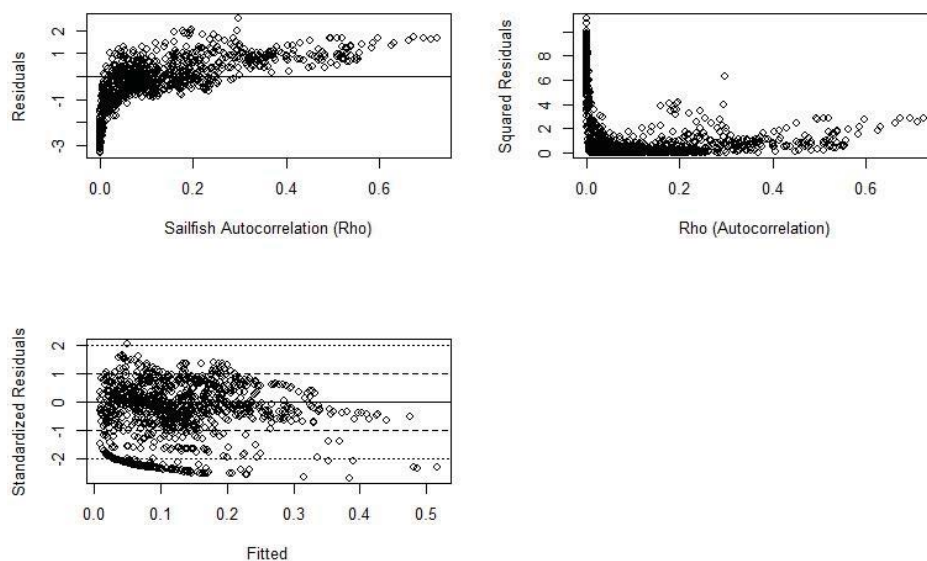 2
1
-1
-3
Residuals
0.0 0.2 0.4 0.6
Sailfish Autocorrelation (Rho)
8
6
4
2
0
Squared Residuals
0.0 0.2 0.4 0.6
Rho (Autocorrelation)
2
1
0
-1
-2
Standardized Residuals
0.0 0.1 0.2 0.3 0.4 0.5
Fitted